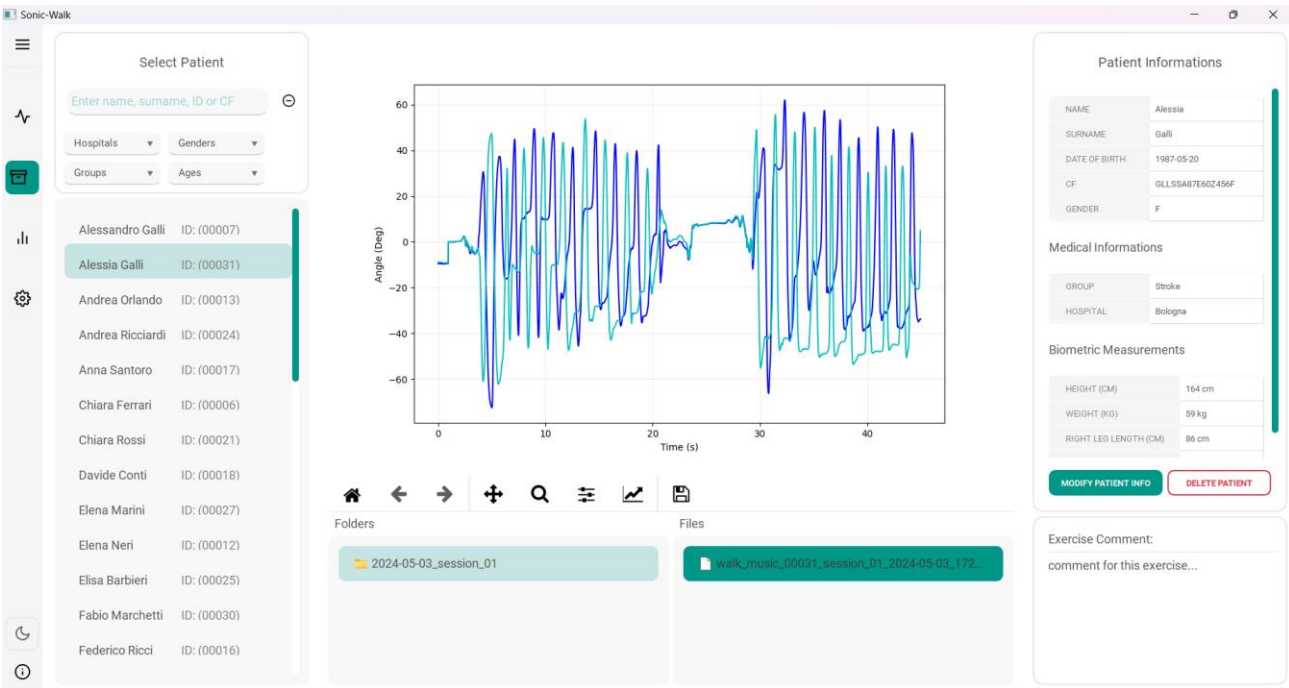 Sonic-Walk
Select Patient
Enter name, surname, ID or CF
Hospitals
Genders
Groups
Ages
Alessandro Galli ID: (00007)
Alessia Galli ID: (00031)
Andrea Orlando ID: (00013)
Andrea Ricciardi ID: (00024)
Anna Santoro ID: (00017)
Chiara Ferrari ID: (00006)
Chiara Rossi ID: (00021)
Davide Conti ID: (00018)
Elena Marini ID: (00027)
Elena Neri ID: (00012)
Elisa Barbieri ID: (00025)
Fabio Marchetti ID: (00030)
Federico Ricci ID: (00016)
Angle (Deg)
60
40
20
0
−20
−40
−60
0 10 20 30 40
Time (s)
Folders
2024-05-03_session_01
Files
walk_music_00031_session_01_2024-05-03_172...
Patient Informations
NAME Alessia
SURNAME Galli
DATE OF BIRTH 1987-05-20
CF GLLSSA87E60Z456F
GENDER F
Medical Informations
GROUP Stroke
HOSPITAL Bologna
Biometric Measurements
HEIGHT (CM) 164 cm
WEIGHT (KG) 59 kg
RIGHT LEG LENGTH (CM) 86 cm
MODIFY PATIENT INFO
DELETE PATIENT
Exercise Comment:
comment for this exercise...